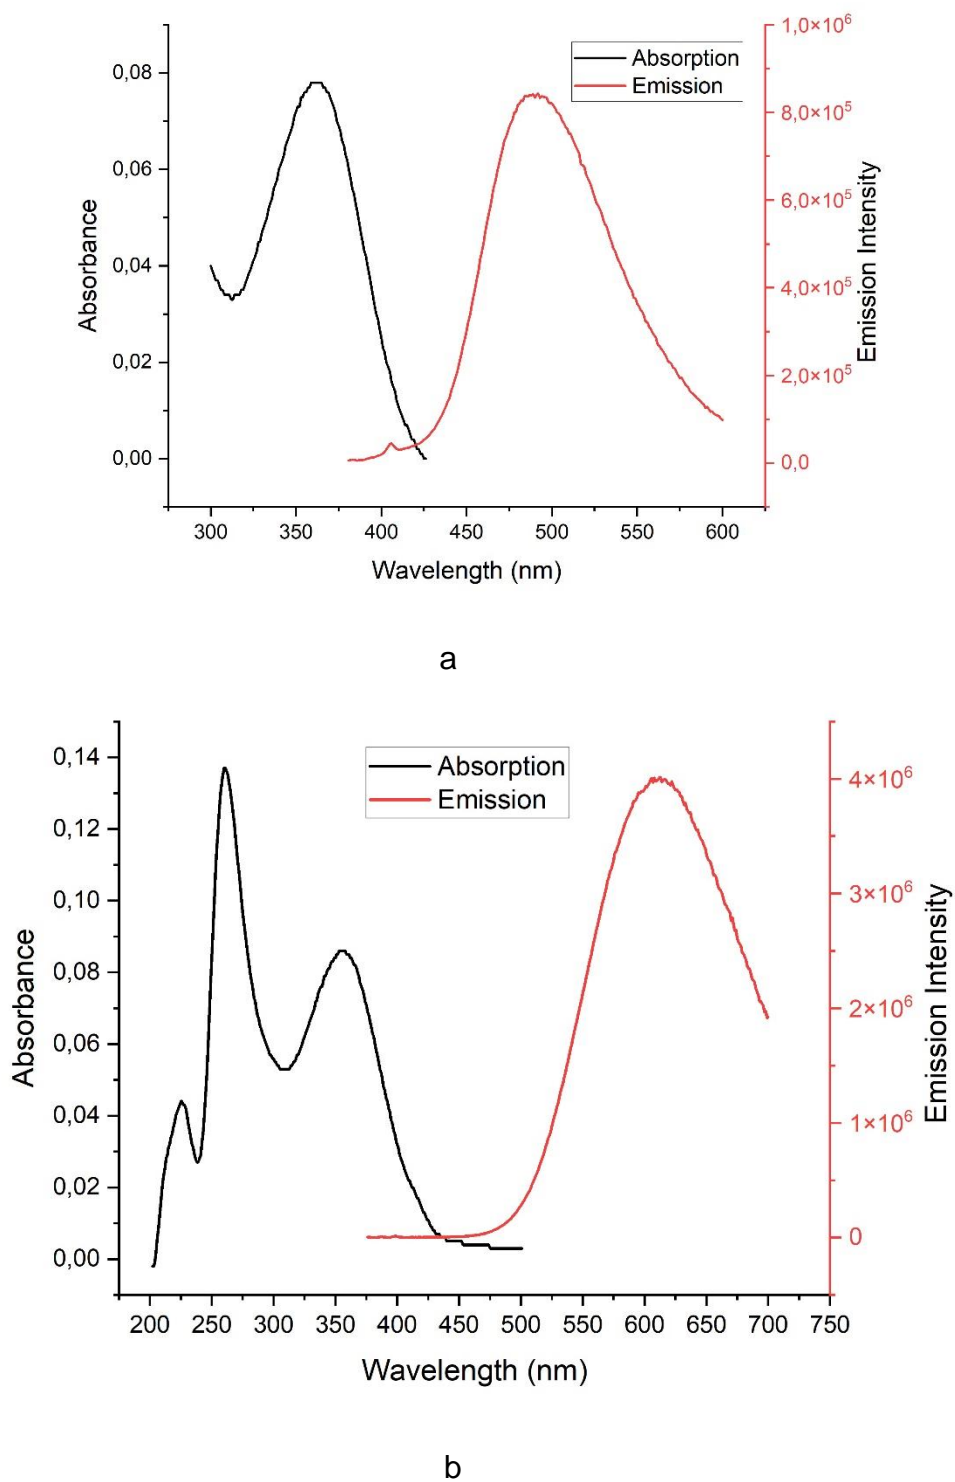 1,0×10⁶
Absorption
Emission
0,08
8,0×10⁵
0,06
6,0×10⁵
0,04
4,0×10⁵
0,02
2,0×10⁵
0,00
0,0
Absorbance
Emission Intensity
300 350 400 450 500 550 600
Wavelength (nm)
a
Absorption
Emission
0,14
4×10⁶
0,12
0,10
3×10⁶
0,08
2×10⁶
0,06
0,04
1×10⁶
0,02
0,00
0
Absorbance
Emission Intensity
200 250 300 350 400 450 500 550 600 650 700 750
Wavelength (nm)
b